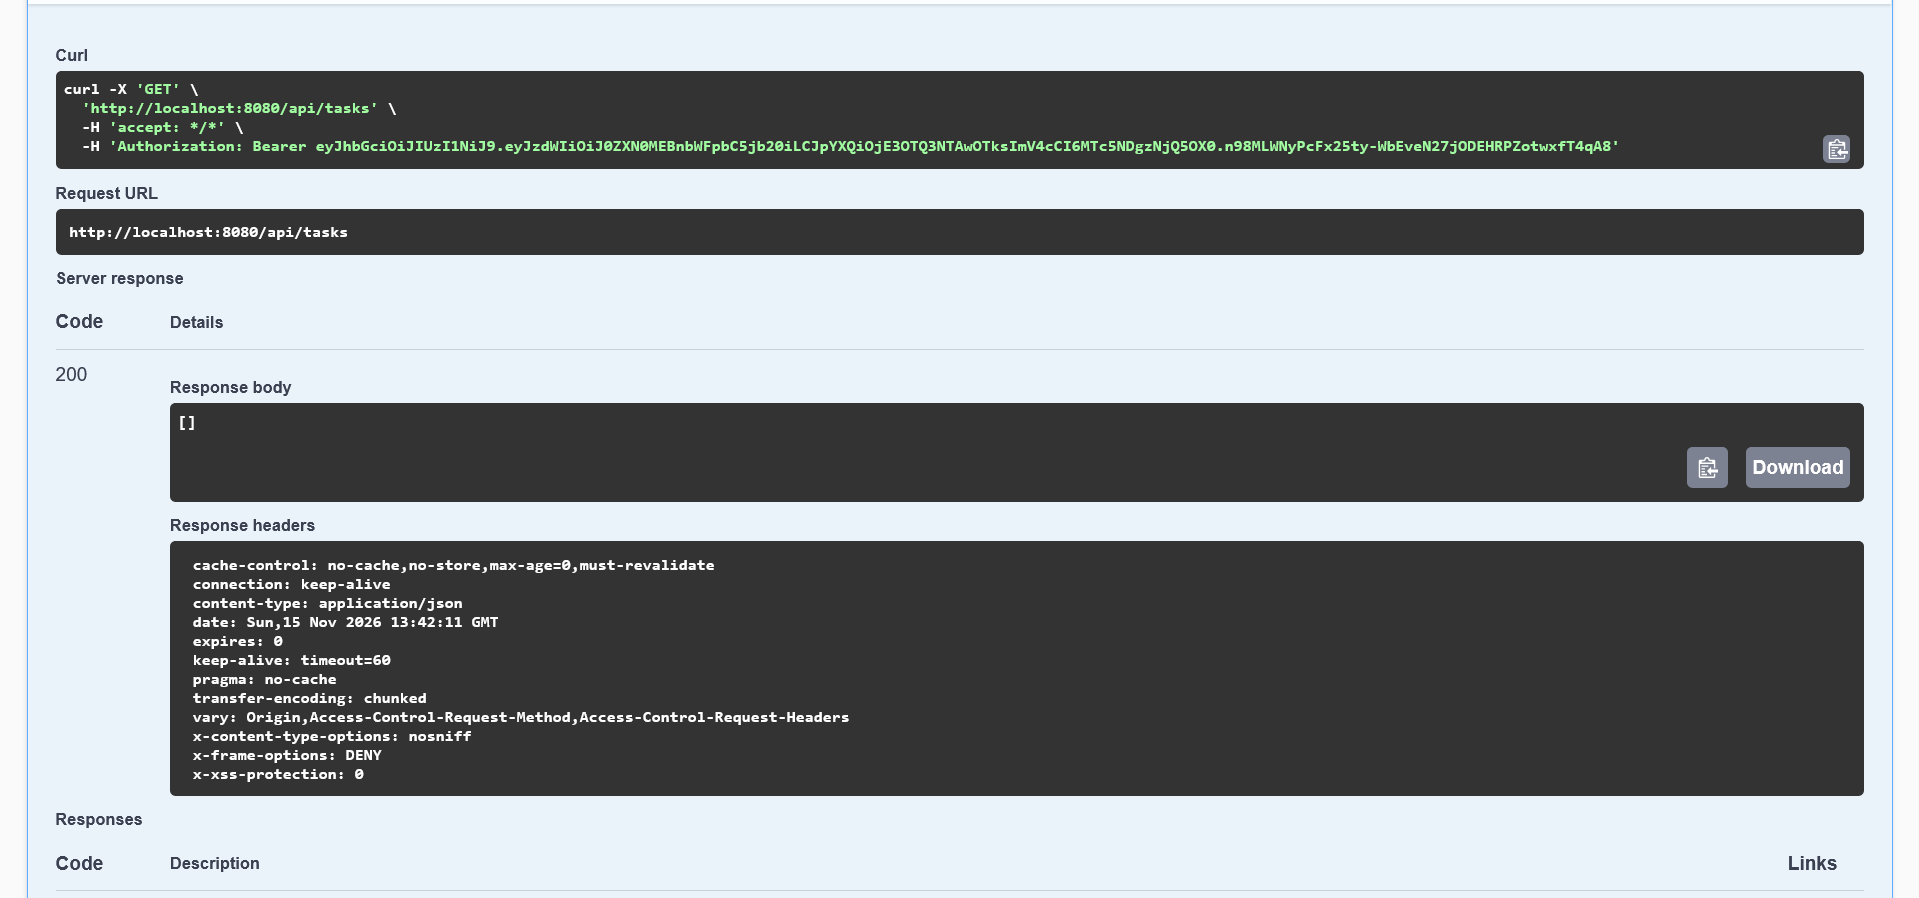 Curl
curl -X 'GET' \
'http://localhost:8080/api/tasks' \
-H 'accept: */*' \
-H 'Authorization: Bearer eyJhbGciOiJIUzI1NiJ9.eyJzdWIiOiJ0ZXN0MEBnbWFpbC5jb20iLCJpYXQiOjE3OTQ3NTAwOTksImV4cCI6MTc5NDgzNjQ5OX0.n98MLWNyPcFx25ty-WbEveN27jODEHRPZotwxfT4qA8'
Request URL
http://localhost:8080/api/tasks
Server response
Code Details
200
Response body
[]
Download
Response headers
cache-control: no-cache,no-store,max-age=0,must-revalidate
connection: keep-alive
content-type: application/json
date: Sun,15 Nov 2026 13:42:11 GMT
expires: 0
keep-alive: timeout=60
pragma: no-cache
transfer-encoding: chunked
vary: Origin,Access-Control-Request-Method,Access-Control-Request-Headers
x-content-type-options: nosniff
x-frame-options: DENY
x-xss-protection: 0
Responses
Code Description Links